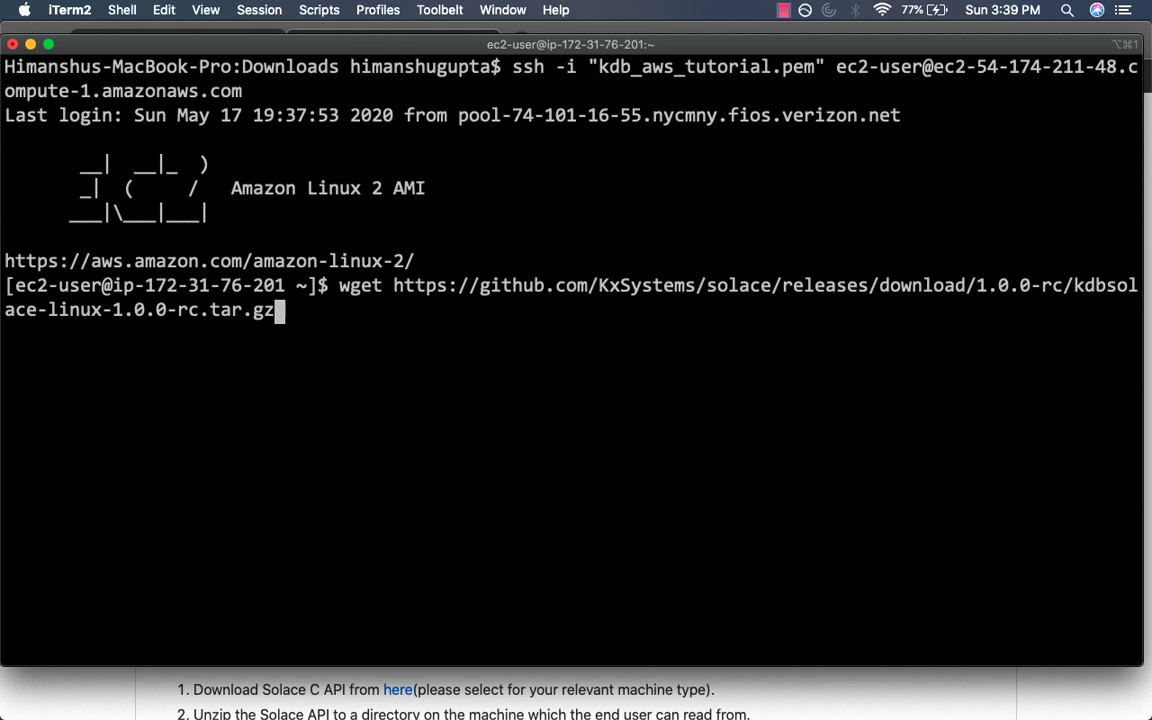 iTerm2 Shell Edit View Session Scripts Profiles Toolbelt Window Help 77% Sun 3:39 PM
ec2-user@ip-172-31-76-201:~ ⌥⌘1
Himanshus-MacBook-Pro:Downloads himanshugupta$ ssh -i "kdb_aws_tutorial.pem" ec2-user@ec2-54-174-211-48.c
ompute-1.amazonaws.com
Last login: Sun May 17 19:37:53 2020 from pool-74-101-16-55.nycmny.fios.verizon.net
__|  __|_  )
_|  (     /   Amazon Linux 2 AMI
___|\___|___|
https://aws.amazon.com/amazon-linux-2/
[ec2-user@ip-172-31-76-201 ~]$ wget https://github.com/KxSystems/solace/releases/download/1.0.0-rc/kdbsol
ace-linux-1.0.0-rc.tar.gz
1. Download Solace C API from here(please select for your relevant machine type).
2. Unzip the Solace API to a directory on the machine which the end user can read from.